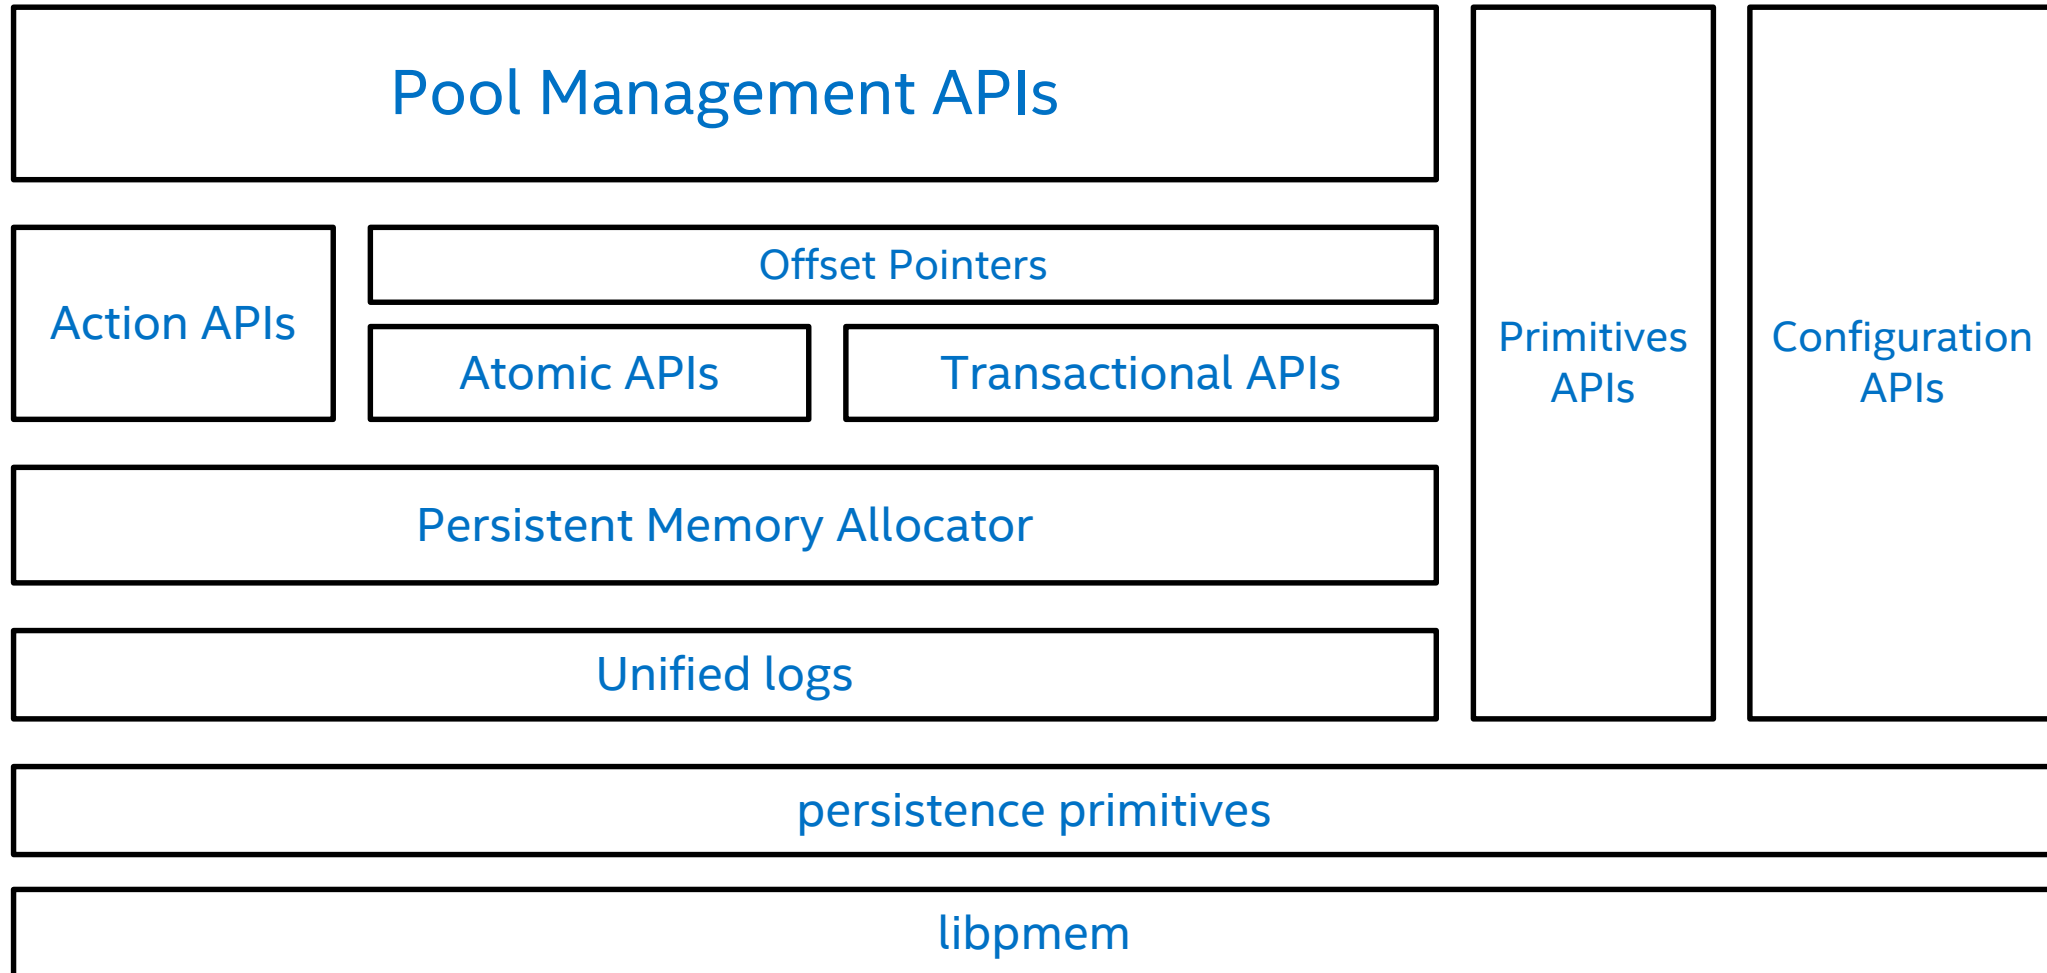 Pool Management APIs
Offset Pointers
Action APIs
Atomic APIs
Transactional APIs
Primitives
APIs
Configuration
APIs
Persistent Memory Allocator
Unified logs
persistence primitives
libpmem